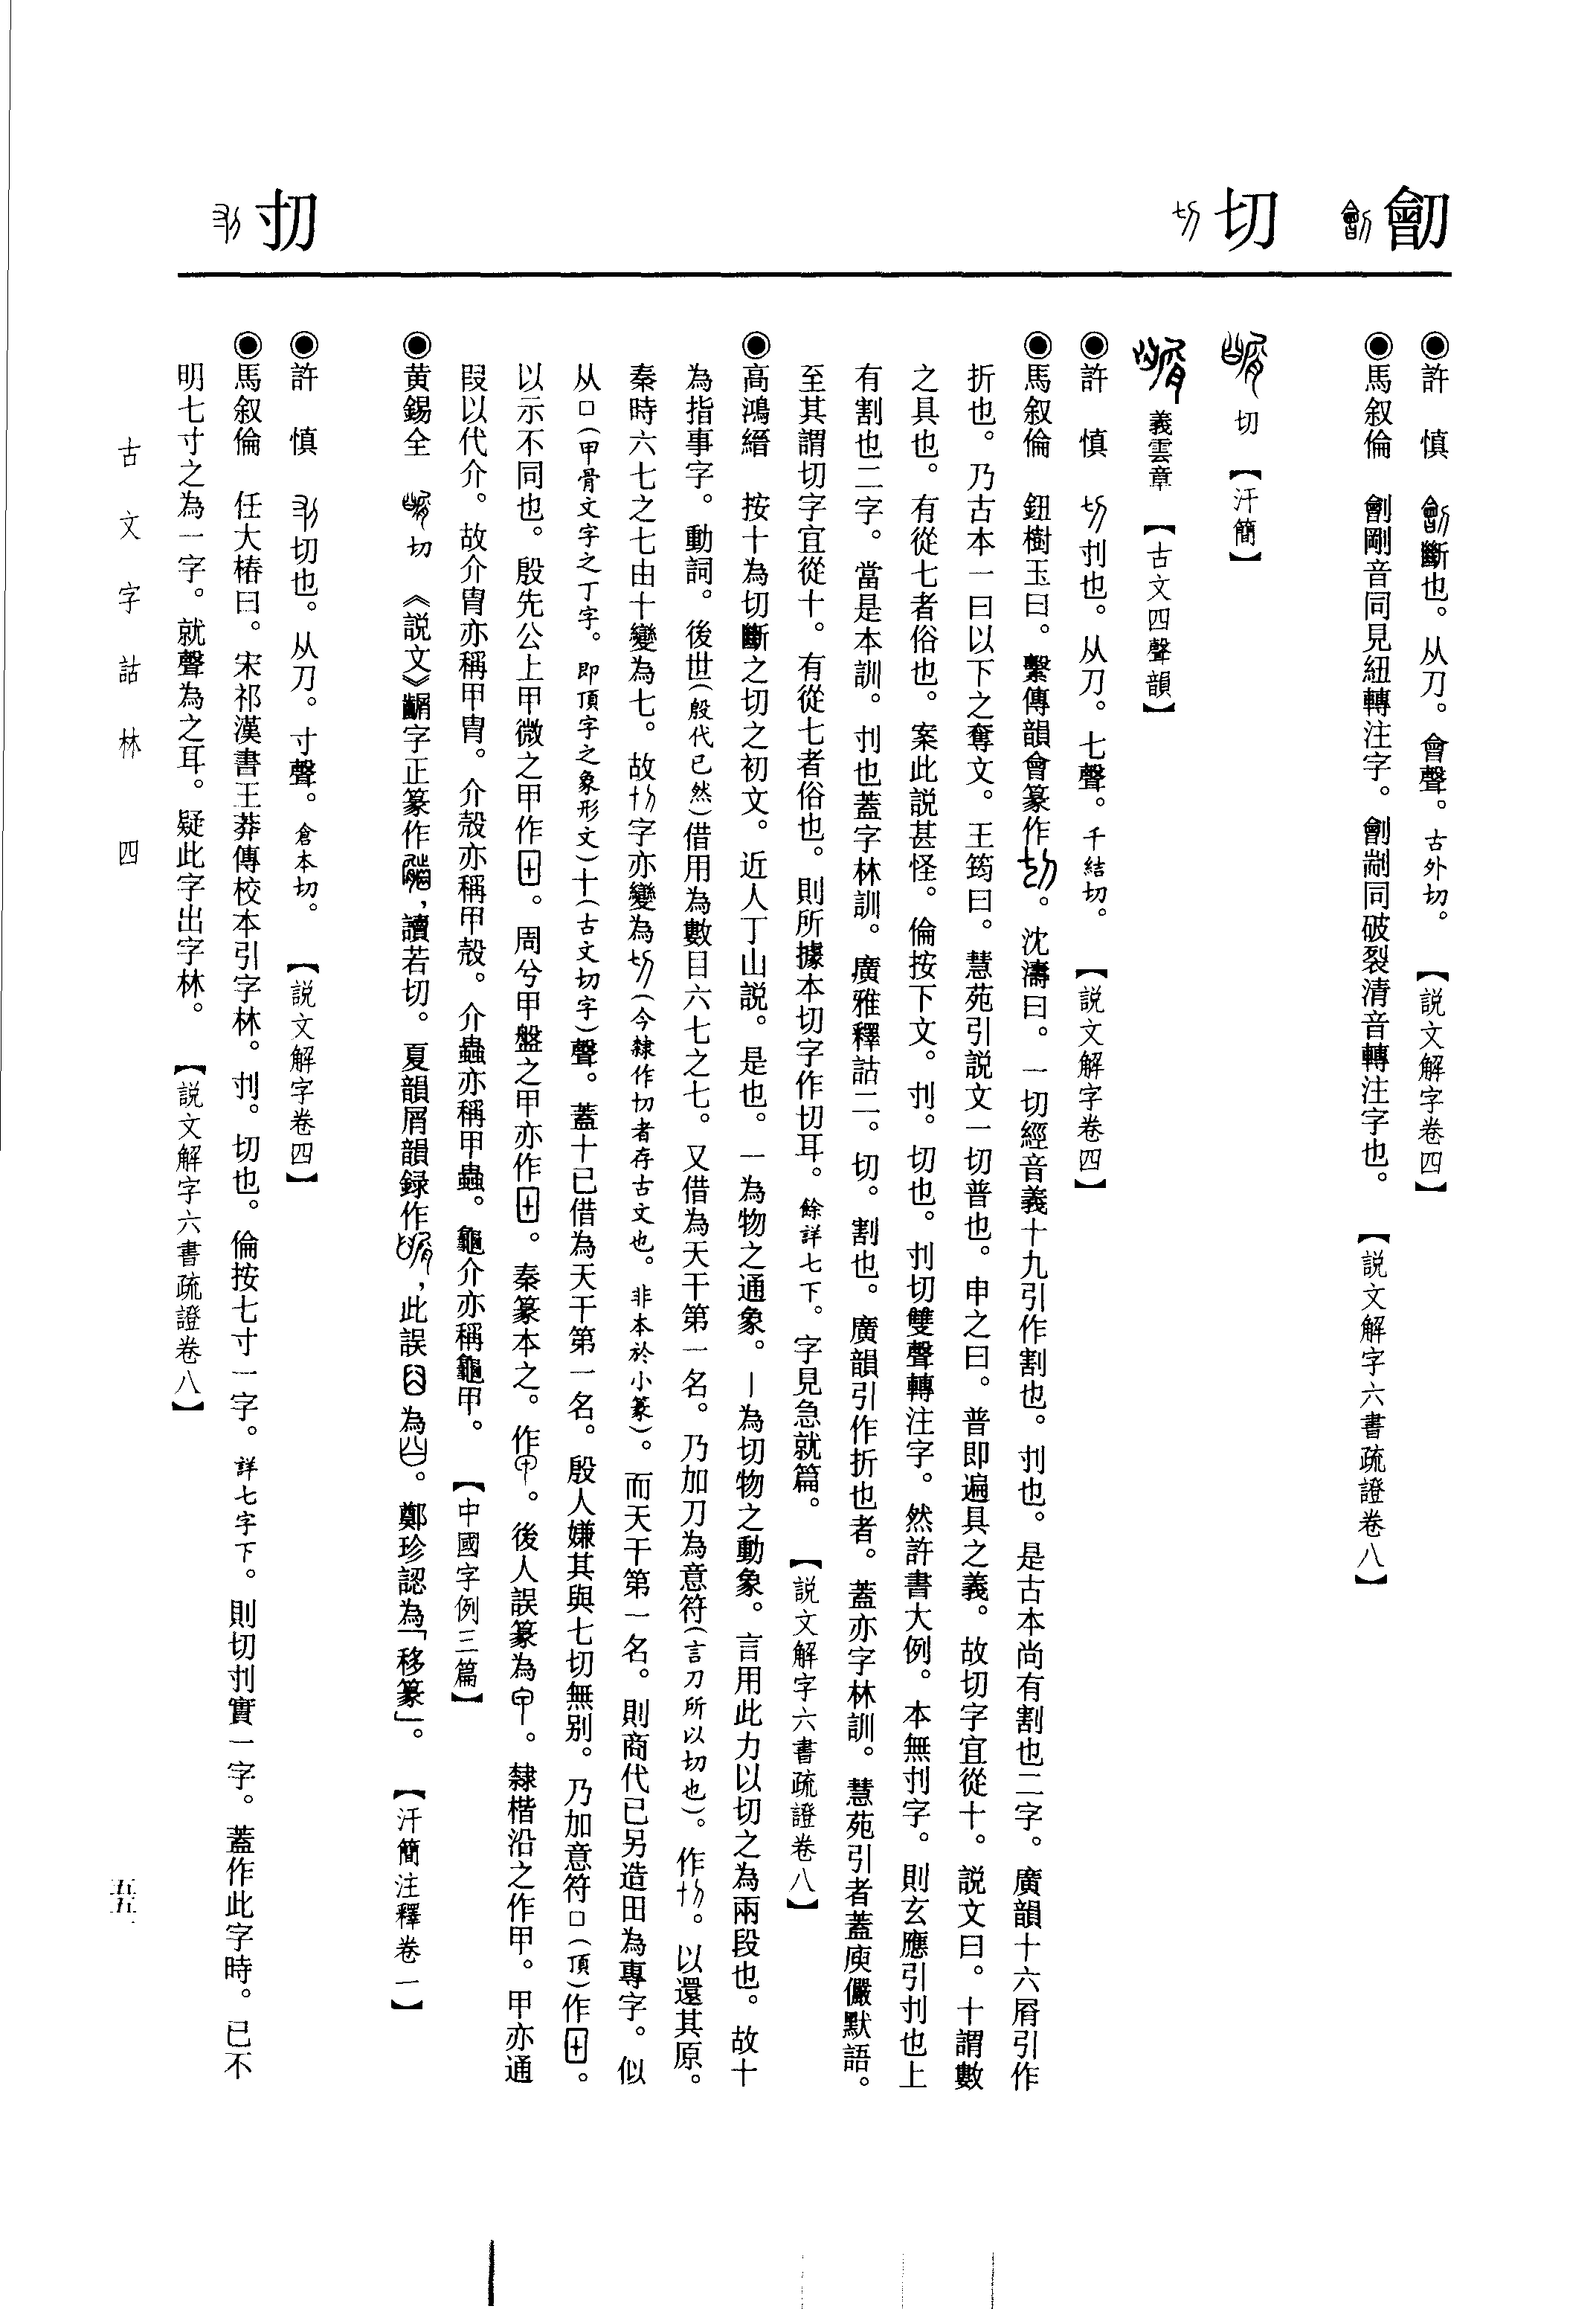 劊
切
刌
◉許　慎　斷也。从刀。會聲。古外切。　【説文解字卷四】
◉馬叙倫　劊剛音同見紐轉注字。劊㓸同破裂清音轉注字也。　【説文解字六書疏證卷八】
切　【汗簡】
義雲章　【古文四聲韻】
◉許　慎　刌也。从刀。七聲。千結切。　【説文解字卷四】
◉馬叙倫　鈕樹玉曰。繫傳韻會篆作。沈濤曰。一切經音義十九引作割也。刌也。是古本尚有割也二字。廣韻十六屑引作
折也。乃古本一曰以下之奪文。王筠曰。慧苑引説文一切普也。申之曰。普即遍具之義。故切字宜從十。説文曰。十謂數
之具也。有從七者俗也。案此説甚怪。倫按下文。刌。切也。刌切雙聲轉注字。然許書大例。本無刌字。則玄應引刌也上
有割也二字。當是本訓。刌也蓋字林訓。廣雅釋詁二。切。割也。廣韻引作折也者。蓋亦字林訓。慧苑引者蓋庾儼默語。
至其謂切字宜從十。有從七者俗也。則所據本切字作切耳。餘詳七下。字見急就篇。　【説文解字六書疏證卷八】
◉高鴻縉　按十為切斷之切之初文。近人丁山説。是也。一為物之通象。丨為切物之動象。言用此力以切之為兩段也。故十
為指事字。動詞。後世（殷代已然）借用為數目六七之七。又借為天干第一名。乃加刀為意符（言刀所以切也）。作。以還其原。
秦時六七之七由十變為七。故字亦變為（今隸作切者存古文也。非本於小篆）。而天干第一名。則商代已另造田為專字。似
从口（甲骨文字之丁字。即頂字之象形文）十（古文切字）聲。蓋十已借為天干第一名。殷人嫌其與七切無别。乃加意符口（頂）作田。
以示不同也。殷先公上甲微之甲作田。周兮甲盤之甲亦作田。秦篆本之。作。後人誤篆為。隸楷沿之作甲。甲亦通
叚以代介。故介胄亦稱甲胄。介殼亦稱甲殼。介蟲亦稱甲蟲。龜介亦稱龜甲。　【中國字例三篇】
◉黄錫全　切　《説文》字正篆作，讀若切。夏韻屑韻録作，此誤為。鄭珍認為「移篆」。　【汗簡注釋卷一】
◉許　慎　切也。从刀。寸聲。倉本切。　【説文解字卷四】
◉馬叙倫　任大椿曰。宋祁漢書王莽傳校本引字林。刌。切也。倫按七寸一字。詳七字下。則切刌實一字。蓋作此字時。已不
明七寸之為一字。就聲為之耳。疑此字出字林。　【説文解字六書疏證卷八】
古文字詁林　四
五五一